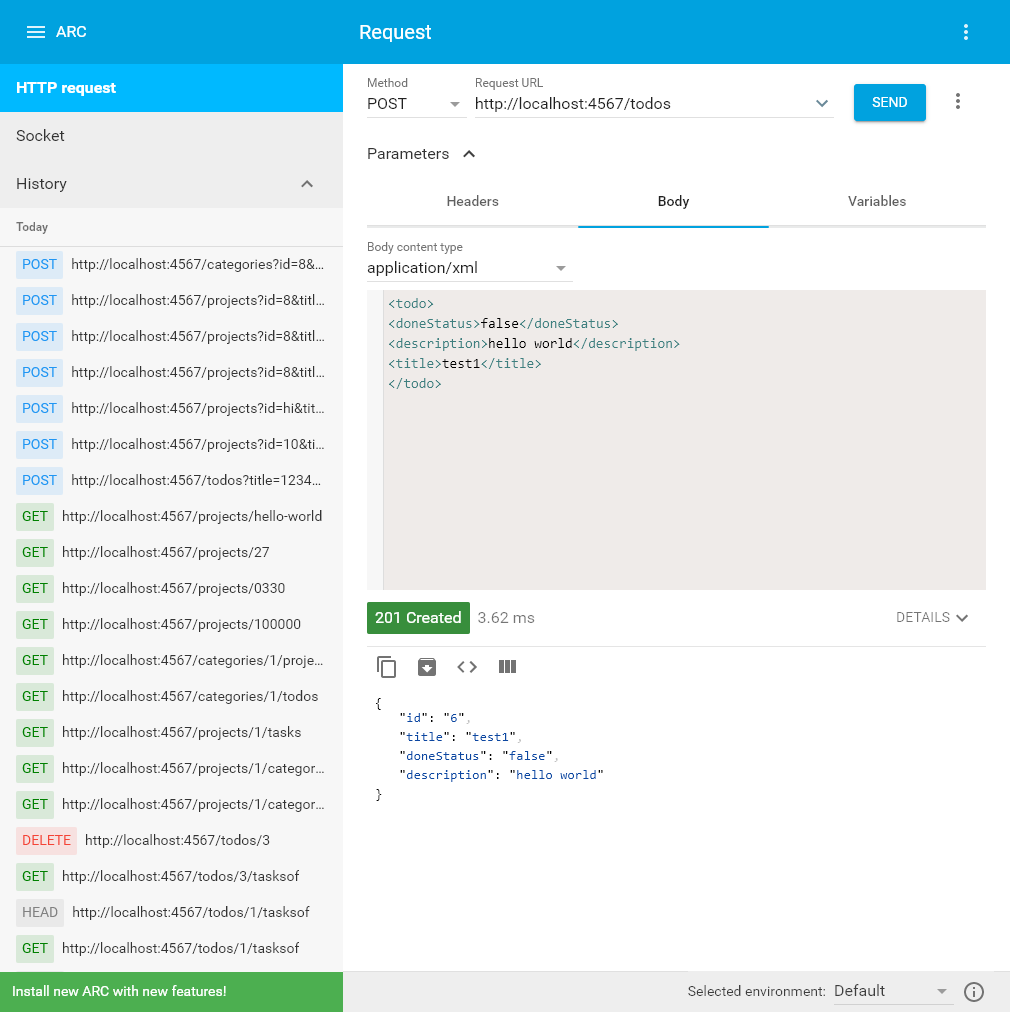 ARC
Request
HTTP request
Socket
History
Today
POST http://localhost:4567/categories?id=8&...
POST http://localhost:4567/projects?id=8&titl...
POST http://localhost:4567/projects?id=8&titl...
POST http://localhost:4567/projects?id=8&titl...
POST http://localhost:4567/projects?id=hi&tit...
POST http://localhost:4567/projects?id=10&ti...
POST http://localhost:4567/todos?title=1234...
GET http://localhost:4567/projects/hello-world
GET http://localhost:4567/projects/27
GET http://localhost:4567/projects/0330
GET http://localhost:4567/projects/100000
GET http://localhost:4567/categories/1/proje...
GET http://localhost:4567/categories/1/todos
GET http://localhost:4567/projects/1/tasks
GET http://localhost:4567/projects/1/categor...
GET http://localhost:4567/projects/1/categor...
DELETE http://localhost:4567/todos/3
GET http://localhost:4567/todos/3/tasksof
HEAD http://localhost:4567/todos/1/tasksof
GET http://localhost:4567/todos/1/tasksof
Install new ARC with new features!
Method Request URL
POST http://localhost:4567/todos SEND
Parameters
Headers Body Variables
Body content type
application/xml
<todo>
<doneStatus>false</doneStatus>
<description>hello world</description>
<title>test1</title>
</todo>
201 Created 3.62 ms DETAILS
{
"id": "6",
"title": "test1",
"doneStatus": "false",
"description": "hello world"
}
Selected environment: Default